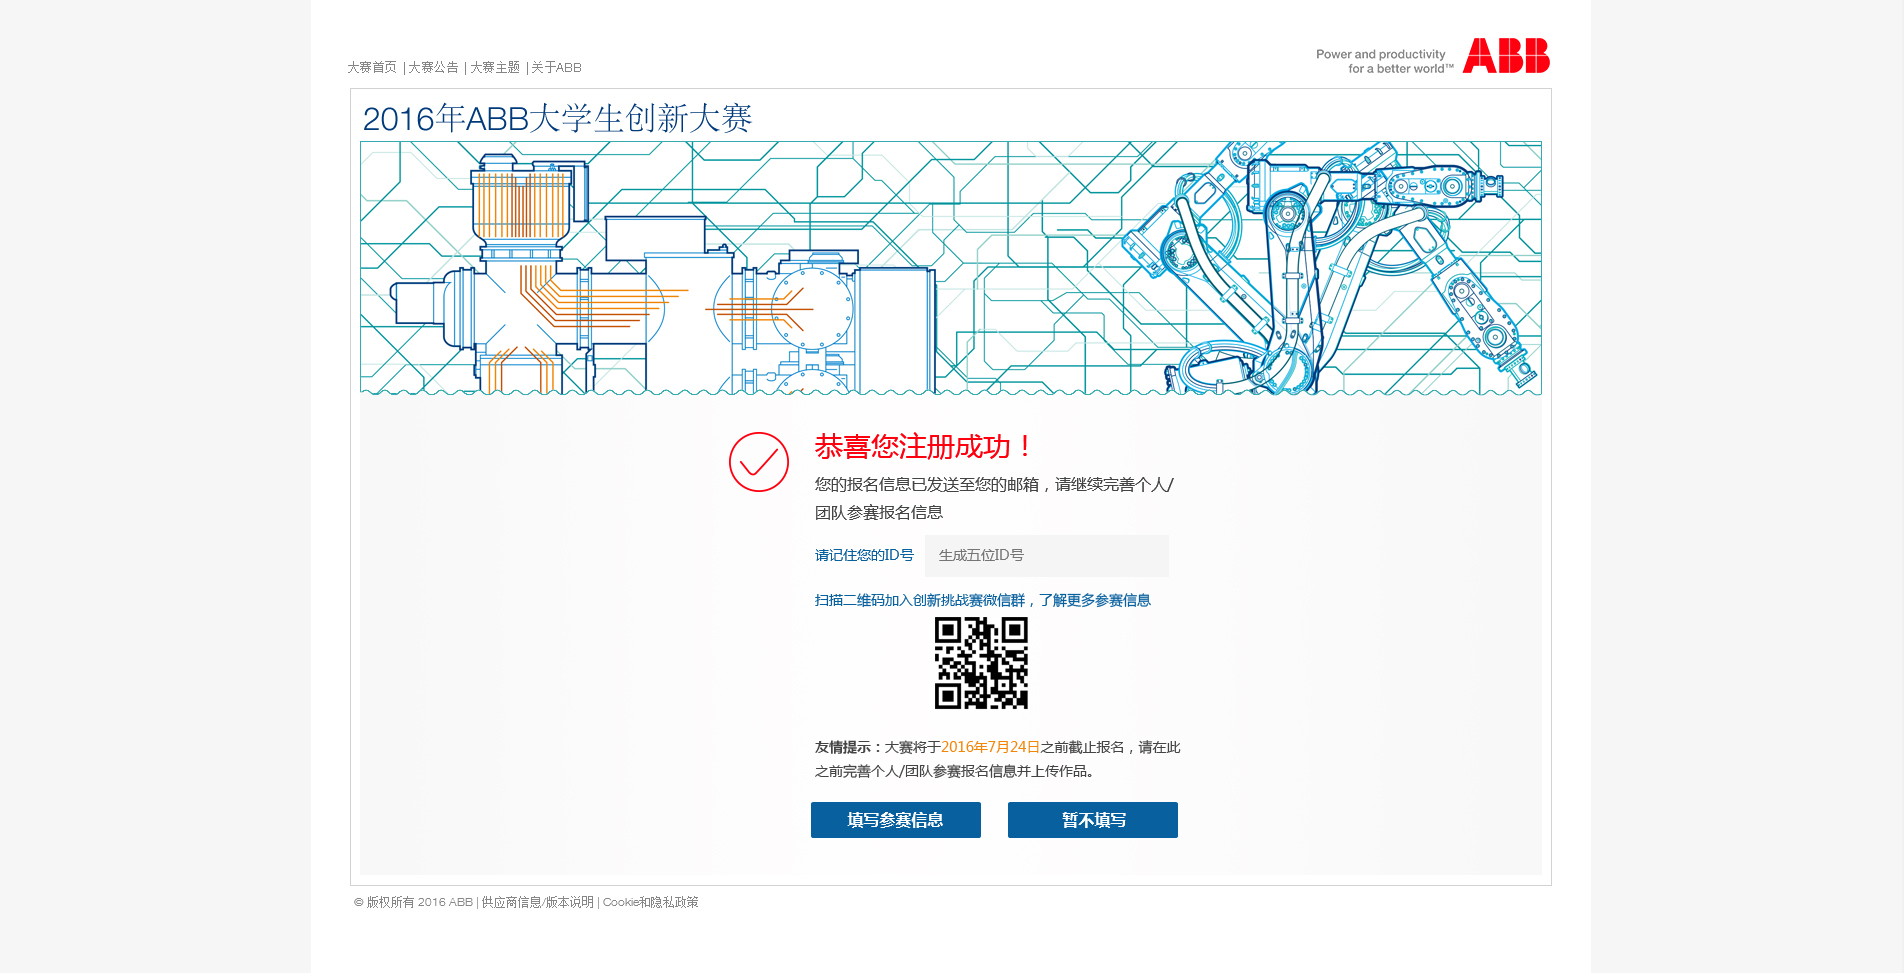 大赛首页 | 大赛公告 | 大赛主题 | 关于ABB
Power and productivity
for a better world™
ABB
2016年ABB大学生创新大赛
恭喜您注册成功！
您的报名信息已发送至您的邮箱，请继续完善个人/
团队参赛报名信息
请记住您的ID号 生成五位ID号
扫描二维码加入创新挑战赛微信群，了解更多参赛信息
友情提示：大赛将于2016年7月24日之前截止报名，请在此
之前完善个人/团队参赛报名信息并上传作品。
填写参赛信息 暂不填写
© 版权所有 2016 ABB | 供应商信息/版本说明 | Cookie和隐私政策